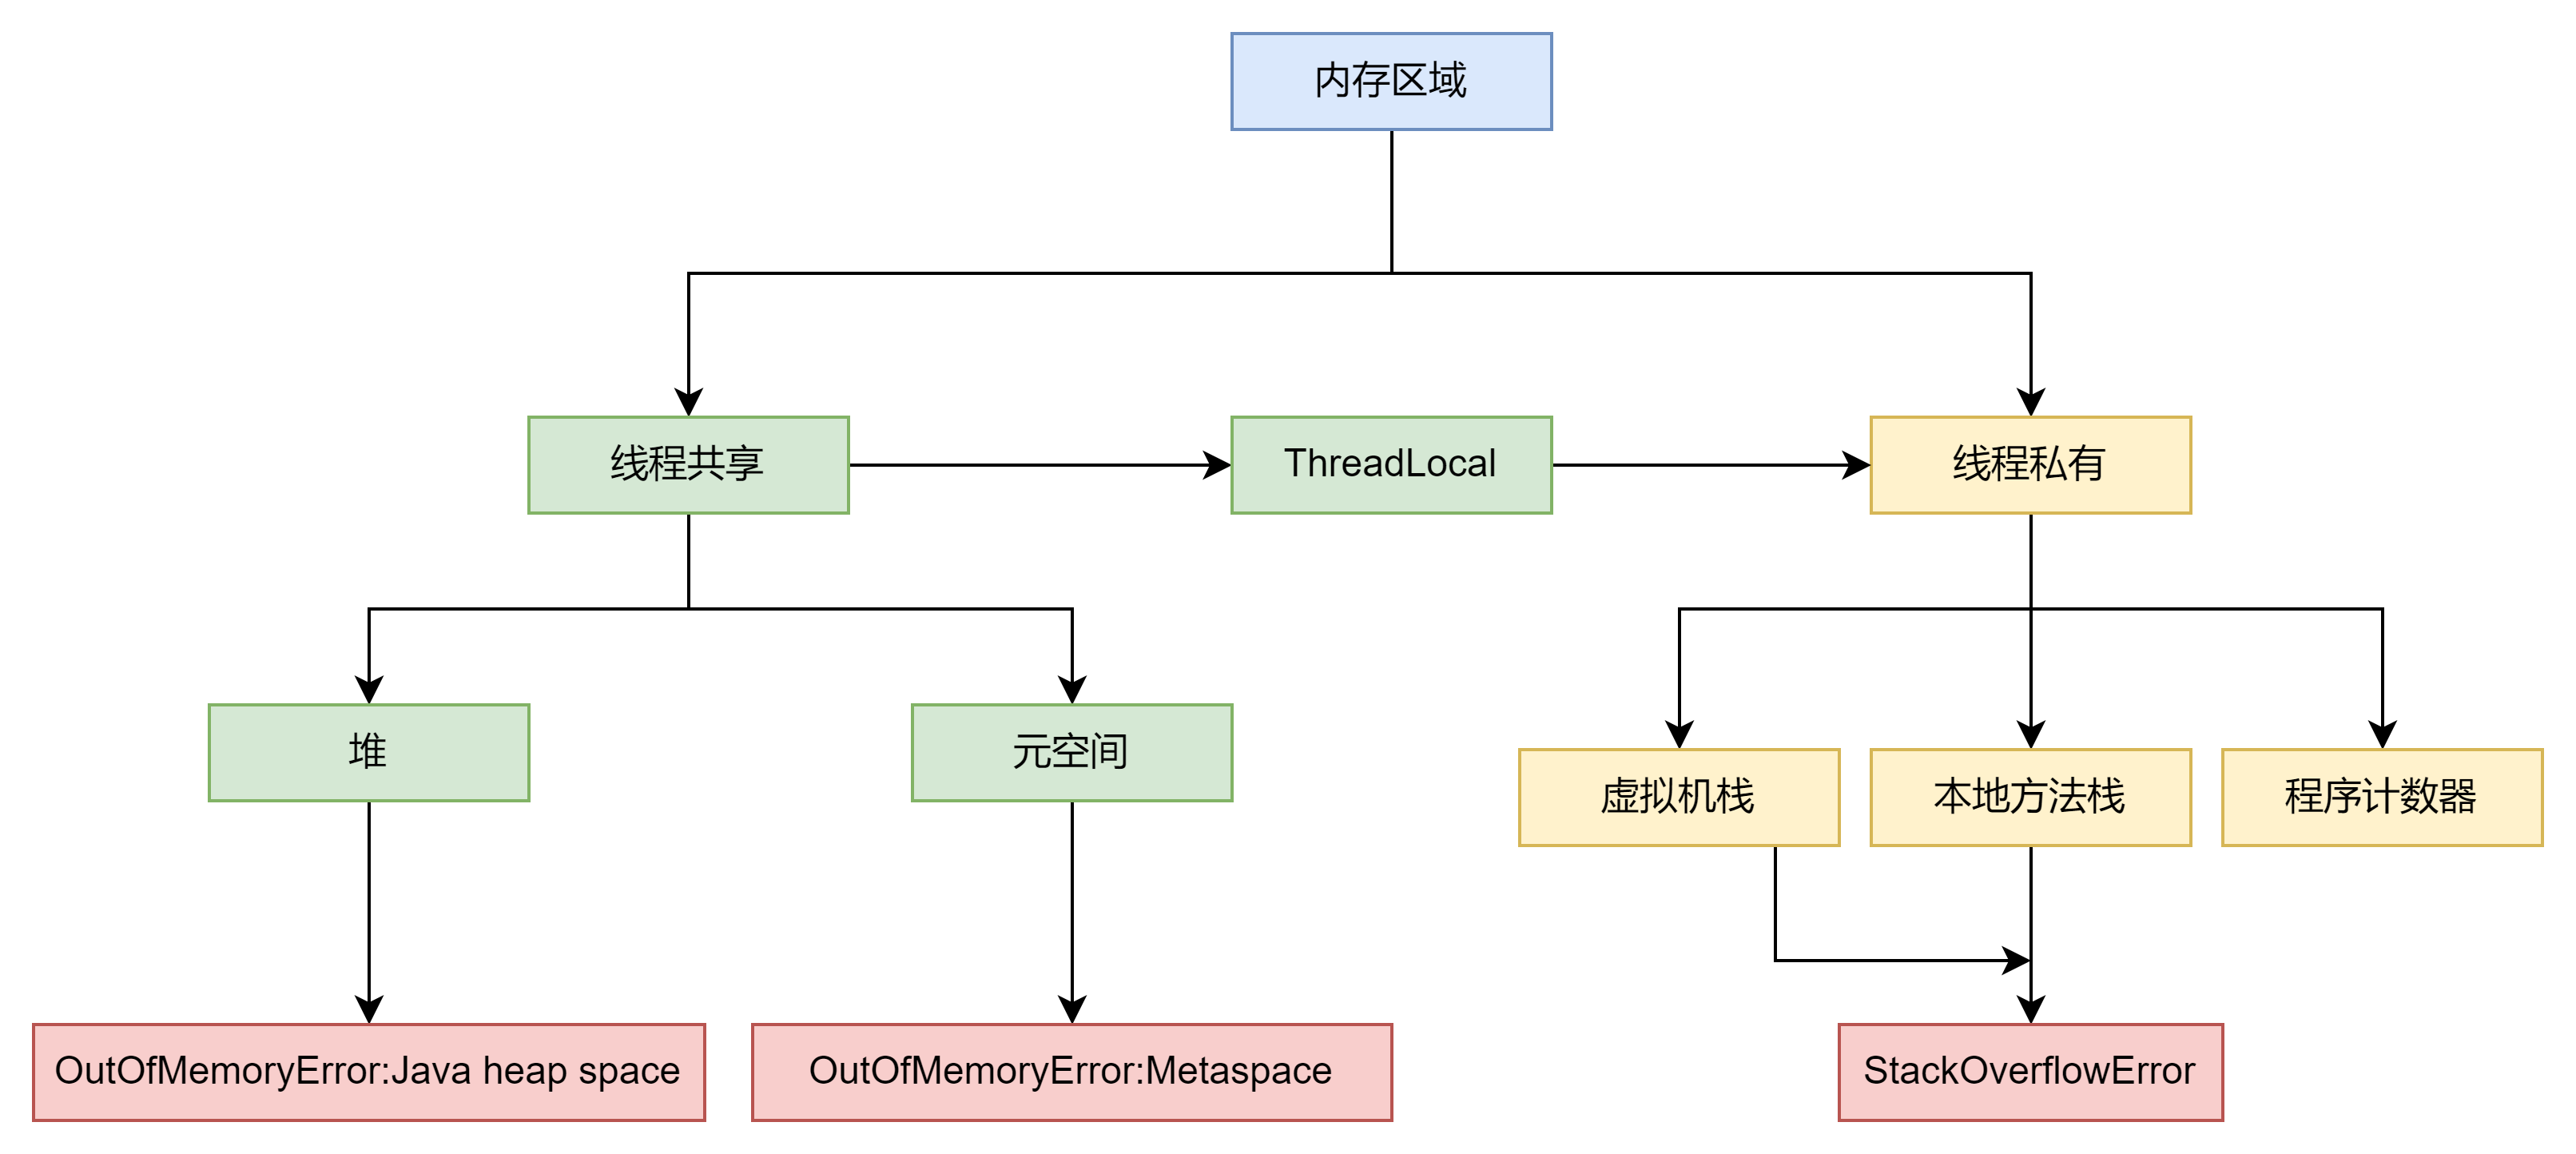 内存区域
线程共享
ThreadLocal
线程私有
堆
元空间
虚拟机栈
本地方法栈
程序计数器
OutOfMemoryError:Java heap space
OutOfMemoryError:Metaspace
StackOverflowError